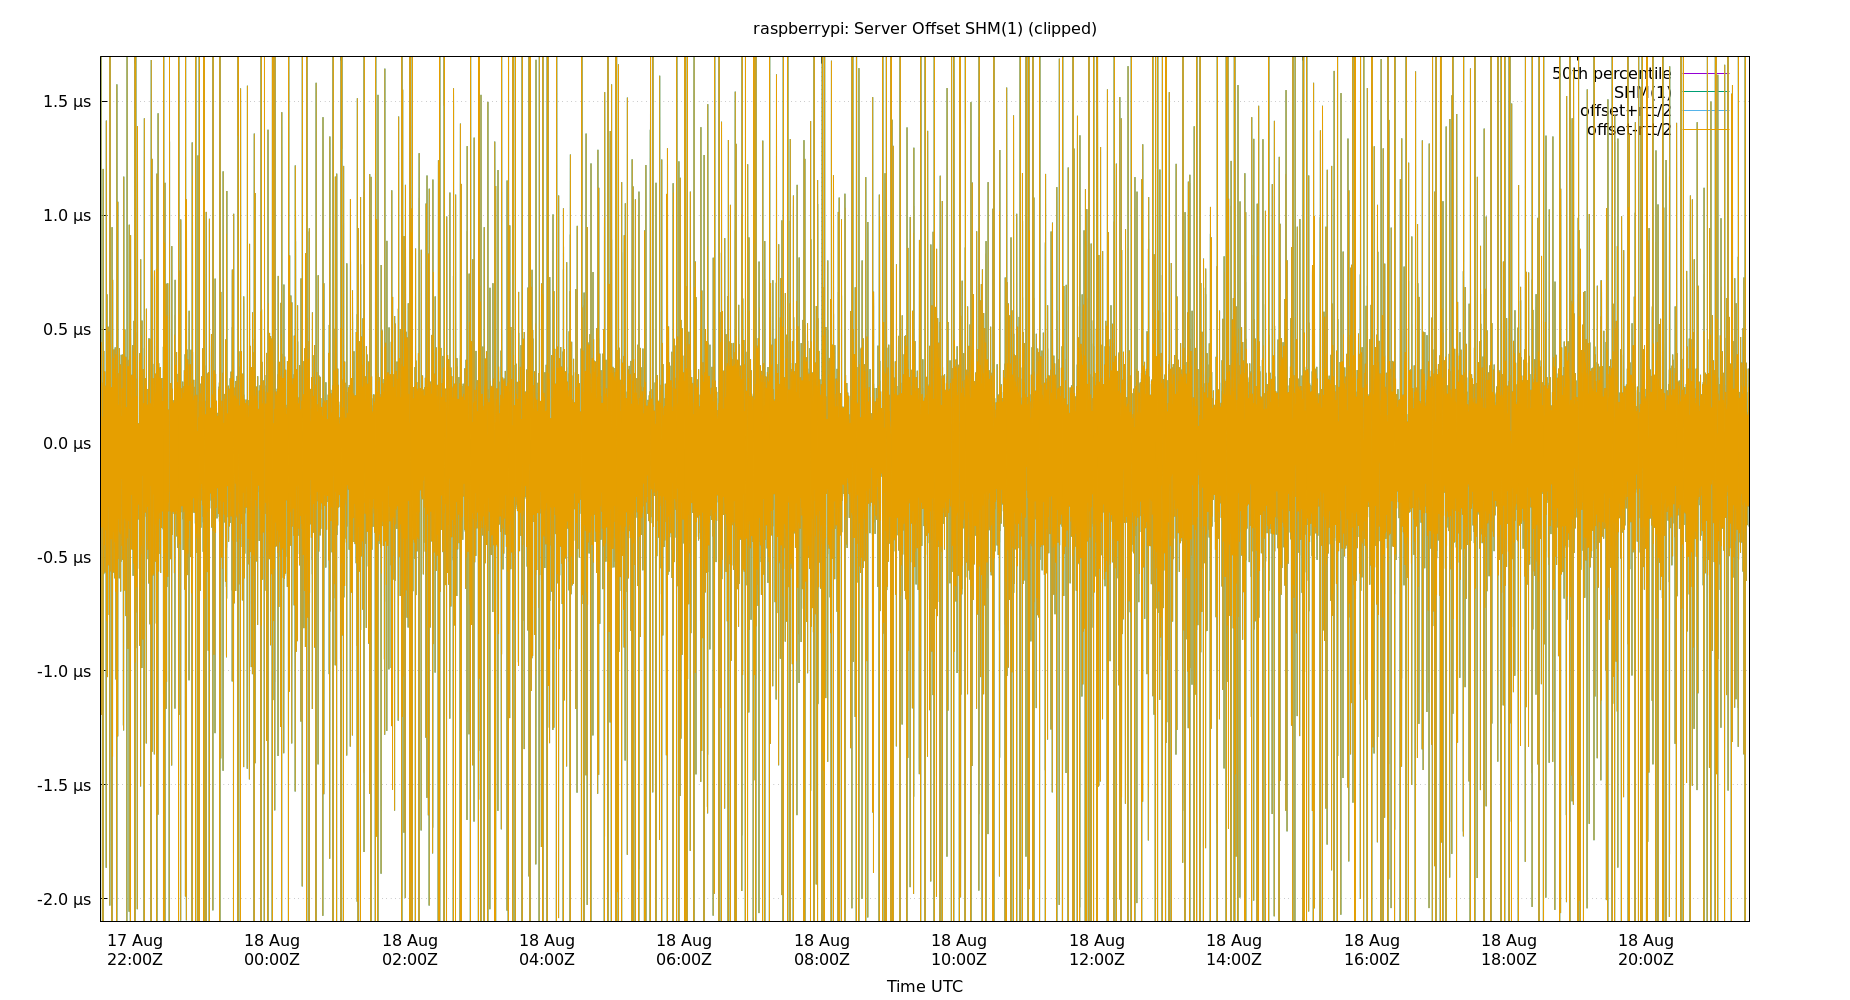 raspberrypi: Server Offset SHM(1) (clipped)
50th percentile
SHM(1)
offset+rtt/2
offset-rtt/2
1.5 µs
1.0 µs
0.5 µs
0.0 µs
-0.5 µs
-1.0 µs
-1.5 µs
-2.0 µs
17 Aug 18 Aug 18 Aug 18 Aug 18 Aug 18 Aug 18 Aug 18 Aug 18 Aug 18 Aug 18 Aug 18 Aug
22:00Z 00:00Z 02:00Z 04:00Z 06:00Z 08:00Z 10:00Z 12:00Z 14:00Z 16:00Z 18:00Z 20:00Z
Time UTC